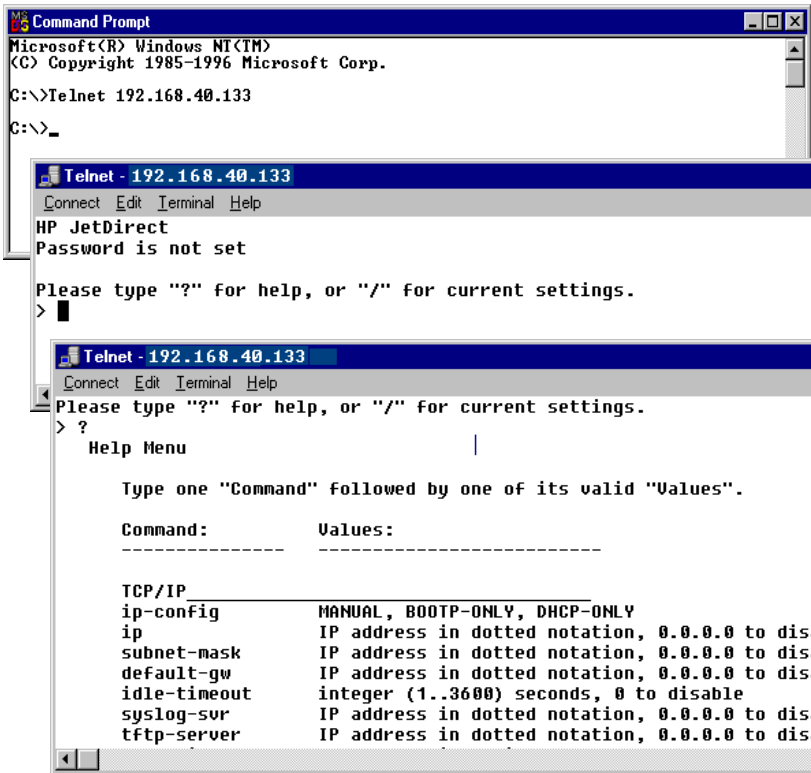 Command Prompt
Microsoft(R) Windows NT(TM)
(C) Copyright 1985-1996 Microsoft Corp.
C:\>Telnet 192.168.40.133
C:\>_
Telnet - 192.168.40.133
Connect Edit Terminal Help
HP JetDirect
Password is not set
Please type "?" for help, or "/" for current settings.
>
Telnet - 192.168.40.133
Connect Edit Terminal Help
Please type "?" for help, or "/" for current settings.
> ?
Help Menu
Type one "Command" followed by one of its valid "Values".
Command: Values:
--------------- --------------------------
TCP/IP_____________________________________
ip-config MANUAL, BOOTP-ONLY, DHCP-ONLY
ip IP address in dotted notation, 0.0.0.0 to dis
subnet-mask IP address in dotted notation, 0.0.0.0 to dis
default-gw IP address in dotted notation, 0.0.0.0 to dis
idle-timeout integer (1..3600) seconds, 0 to disable
syslog-svr IP address in dotted notation, 0.0.0.0 to dis
tftp-server IP address in dotted notation, 0.0.0.0 to dis